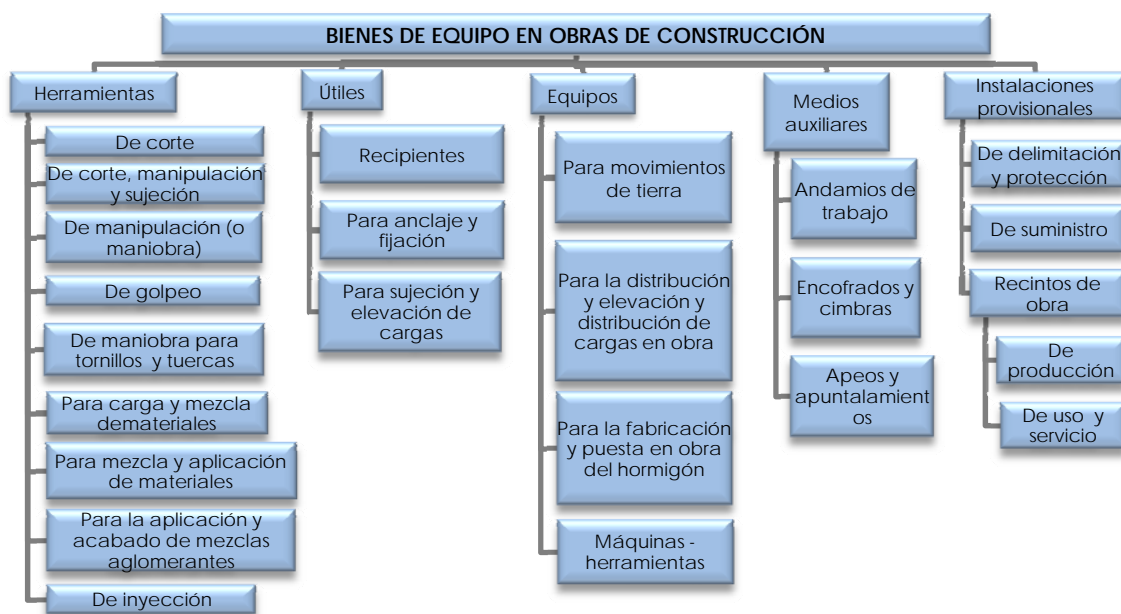 BIENES DE EQUIPO EN OBRAS DE CONSTRUCCIÓN
Herramientas
De corte
De corte, manipulación
y sujeción
De manipulación (o
maniobra)
De golpeo
De maniobra para
tornillos y tuercas
Para carga y mezcla
demateriales
Para mezcla y aplicación
de materiales
Para la aplicación y
acabado de mezclas
aglomerantes
De inyección
Útiles
Recipientes
Para anclaje y
fijación
Para sujeción y
elevación de
cargas
Equipos
Para movimientos
de tierra
Para la distribución
y elevación y
distribución de
cargas en obra
Para la fabricación
y puesta en obra
del hormigón
Máquinas -
herramientas
Medios
auxiliares
Andamios de
trabajo
Encofrados y
cimbras
Apeos y
apuntalamient
os
Instalaciones
provisionales
De delimitación
y protección
De suministro
Recintos de
obra
De
producción
De uso y
servicio